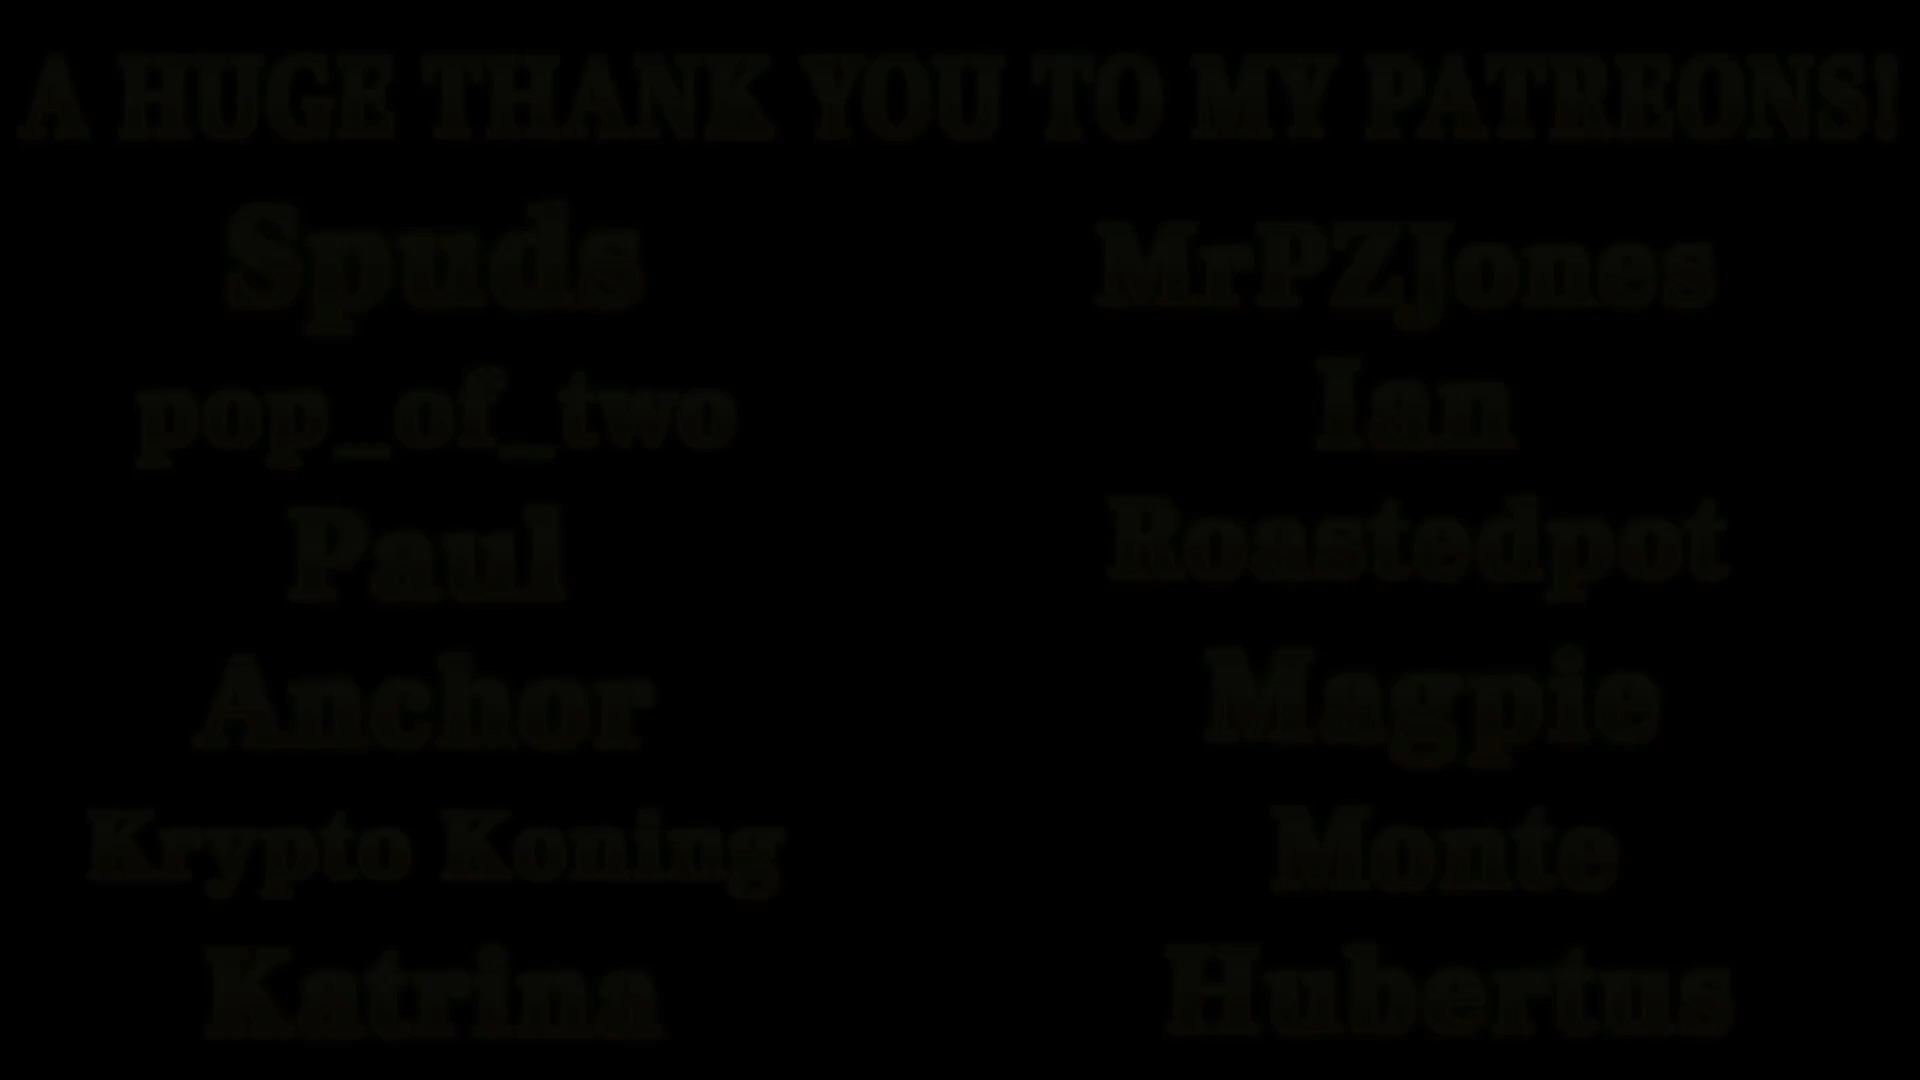 A HUGE THANK YOU TO MY PATREONS!
Spuds
MrPZJones
pop_of_two
Ian
Paul
Roastedpot
Anchor
Magpie
Krypto Koning
Monte
Katrina
Hubertus